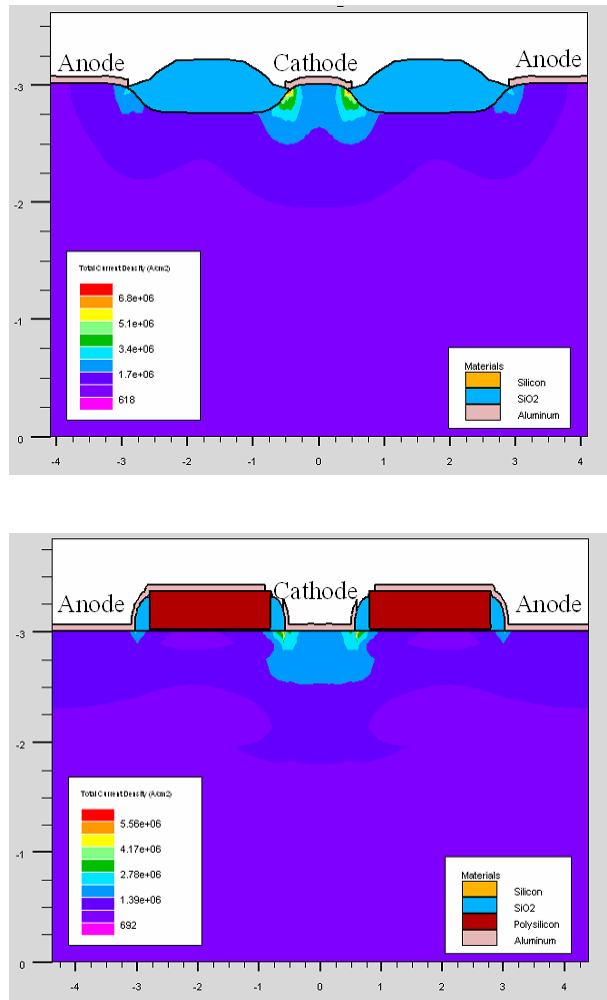 Anode Cathode Anode
-3
-2
-1
0
Total Current Density (A/cm2)
6.8e+06
5.1e+06
3.4e+06
1.7e+06
618
Materials
Silicon
SiO2
Aluminum
-4 -3 -2 -1 0 1 2 3 4
Anode Cathode Anode
-3
-2
-1
0
Total Current Density (A/cm2)
5.56e+06
4.17e+06
2.78e+06
1.39e+06
692
Materials
Silicon
SiO2
Polysilicon
Aluminum
-4 -3 -2 -1 0 1 2 3 4